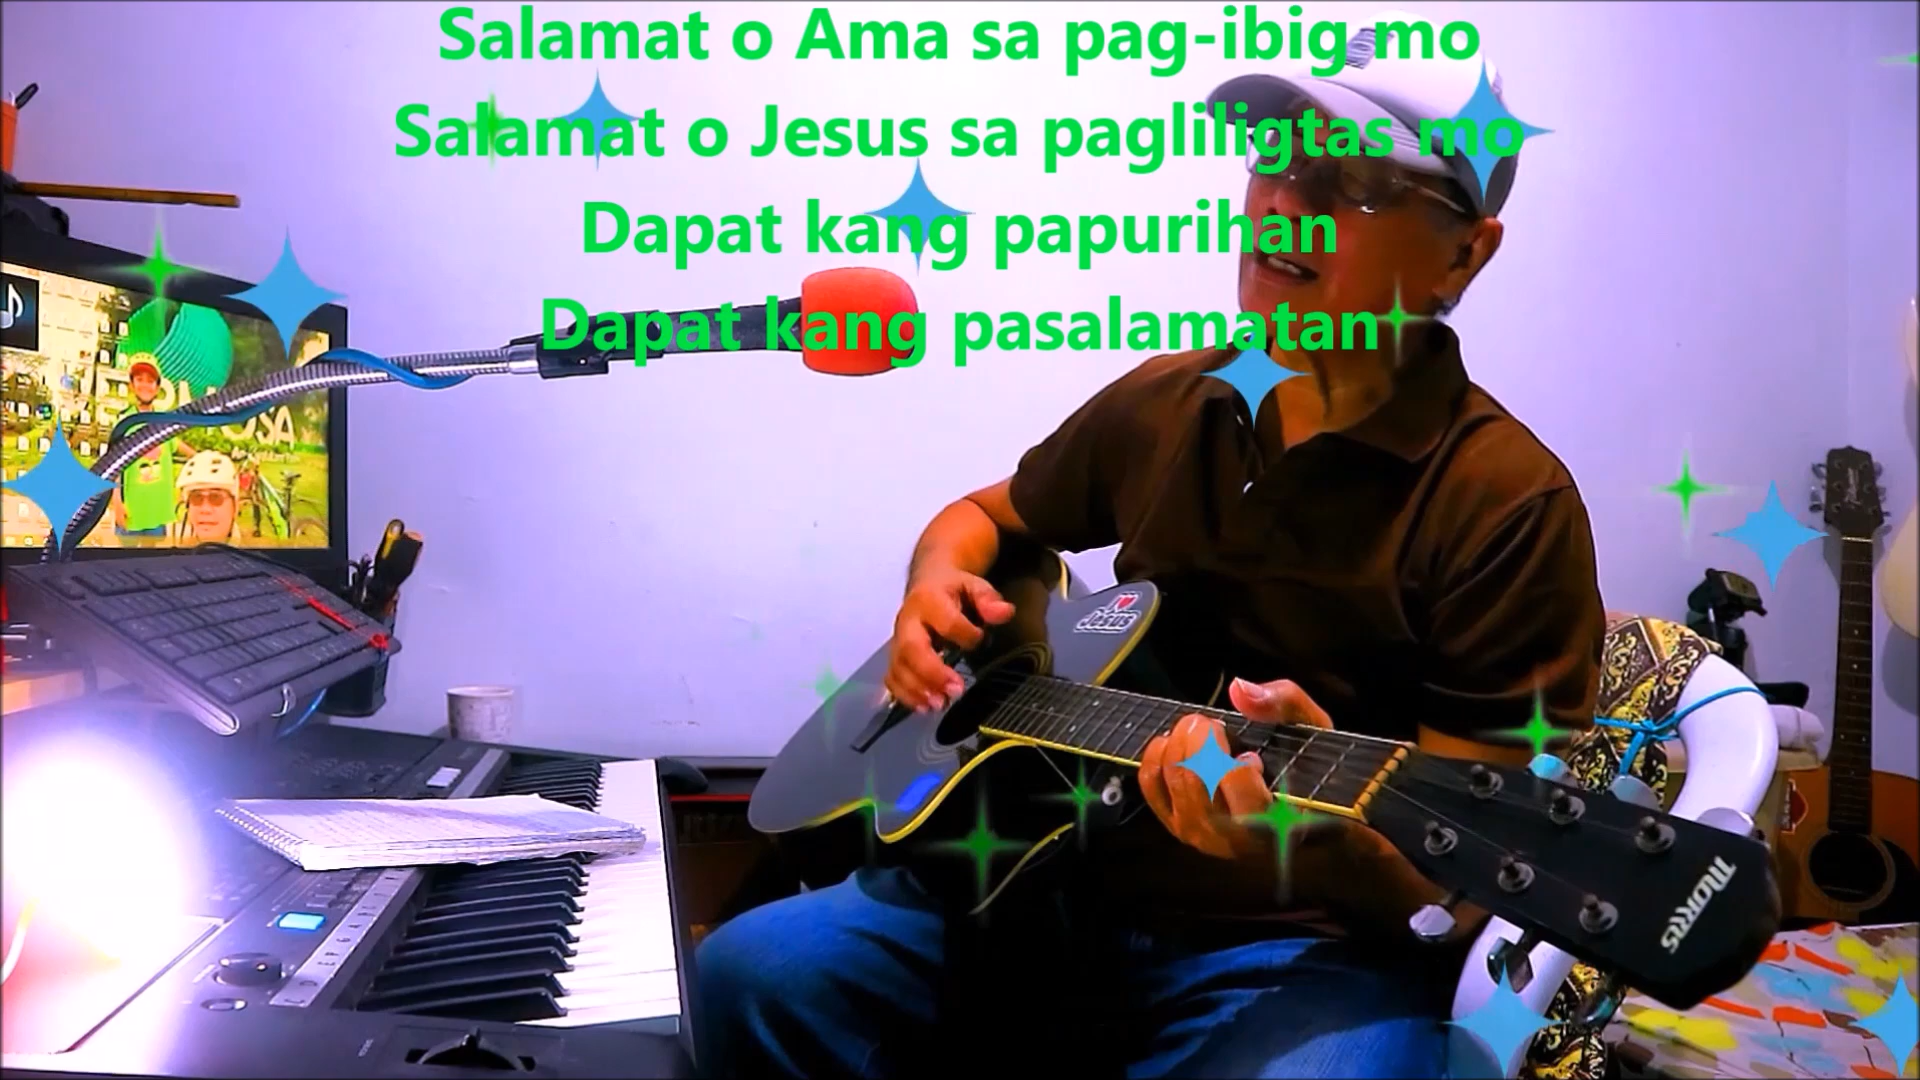 Salamat o Ama sa pag-ibig mo
Salamat o Jesus sa pagliligtas mo
Dapat kang papurihan
Dapat kang pasalamatan
I ❤ Jesus
Morris